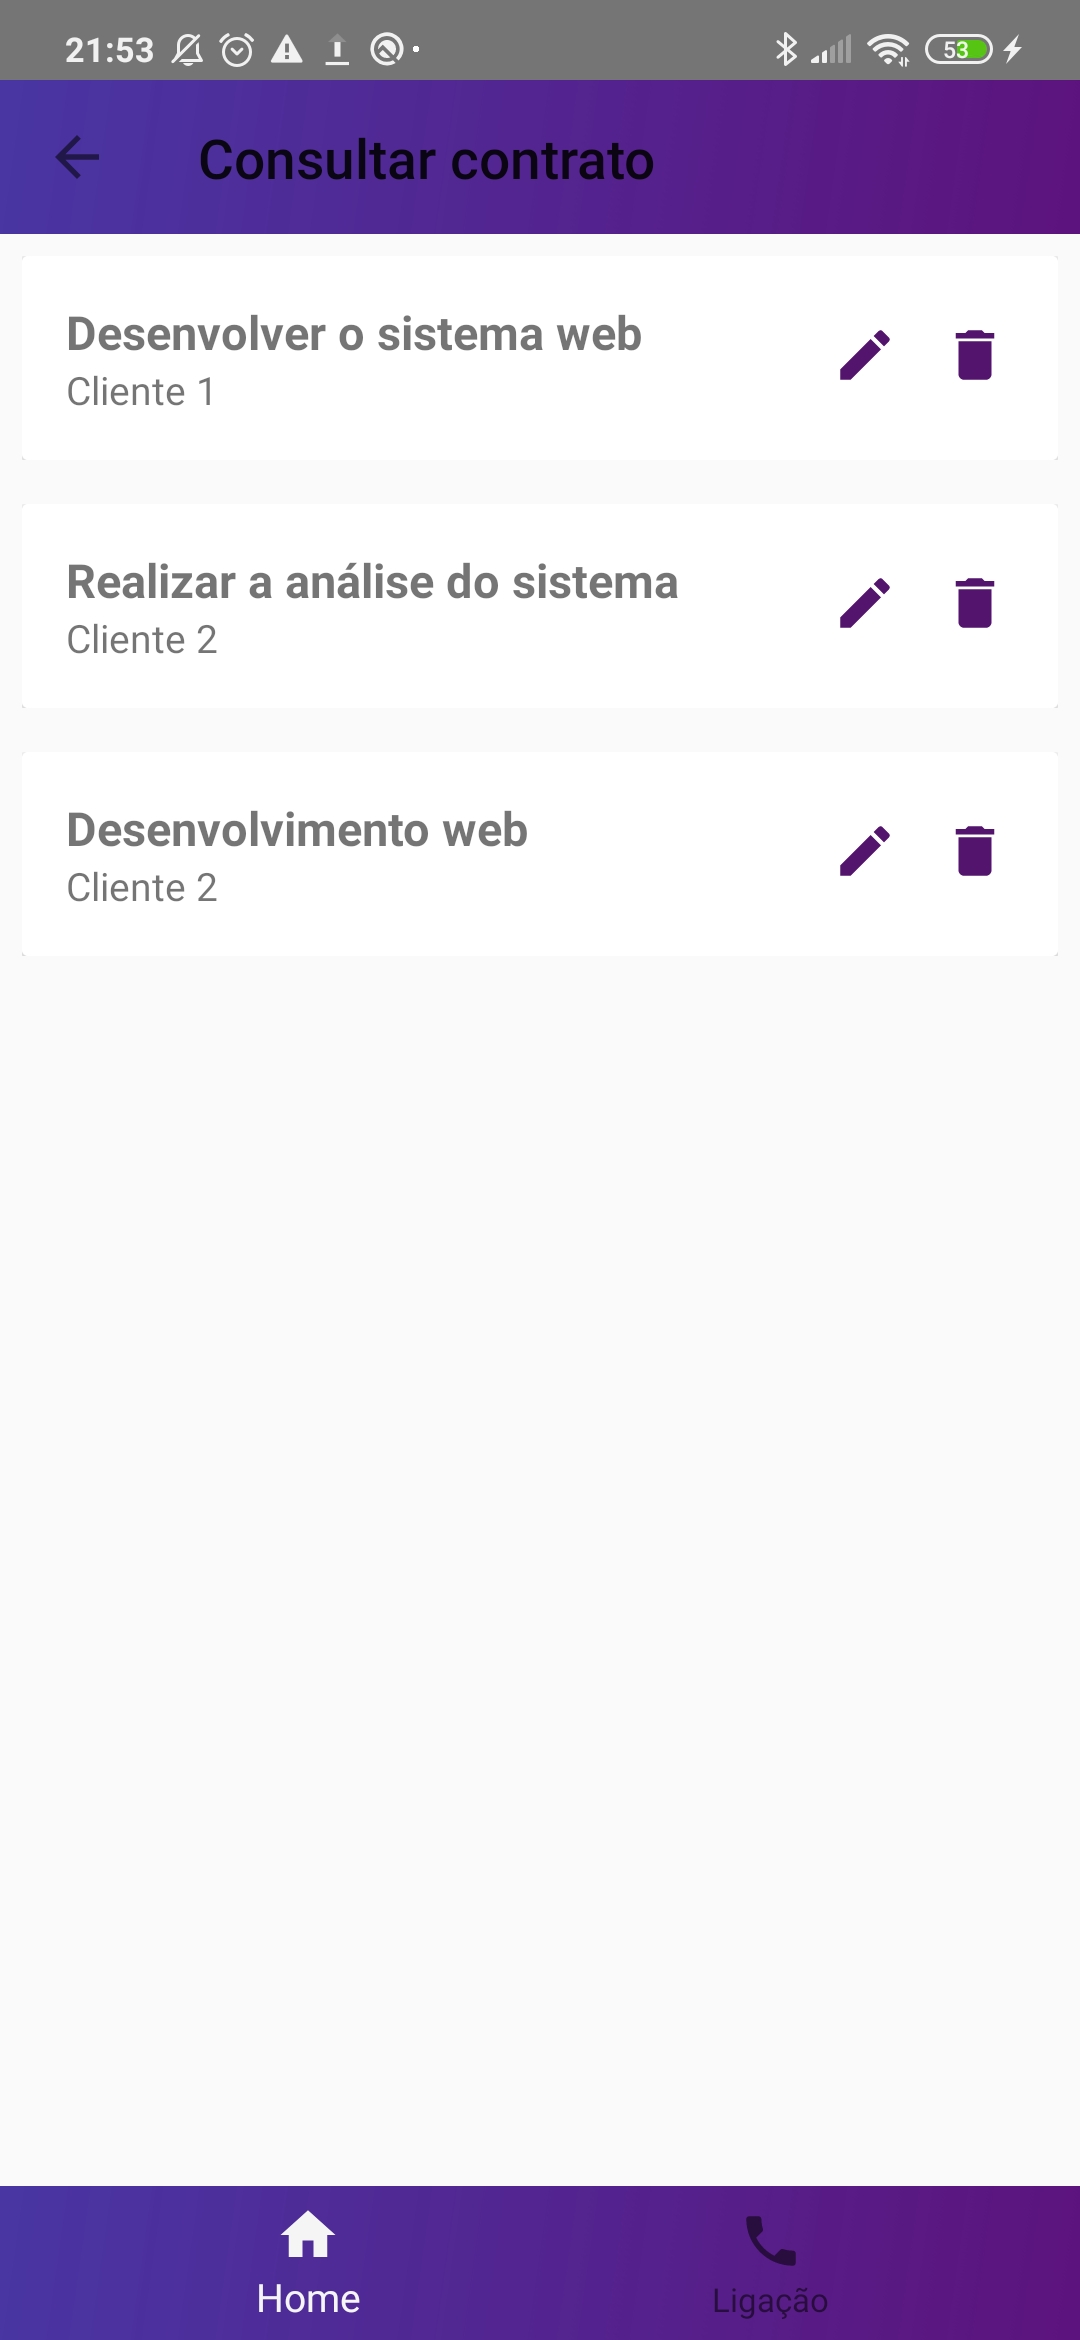 21:53
53
Consultar contrato
Desenvolver o sistema web
Cliente 1
Realizar a análise do sistema
Cliente 2
Desenvolvimento web
Cliente 2
Home
Ligação